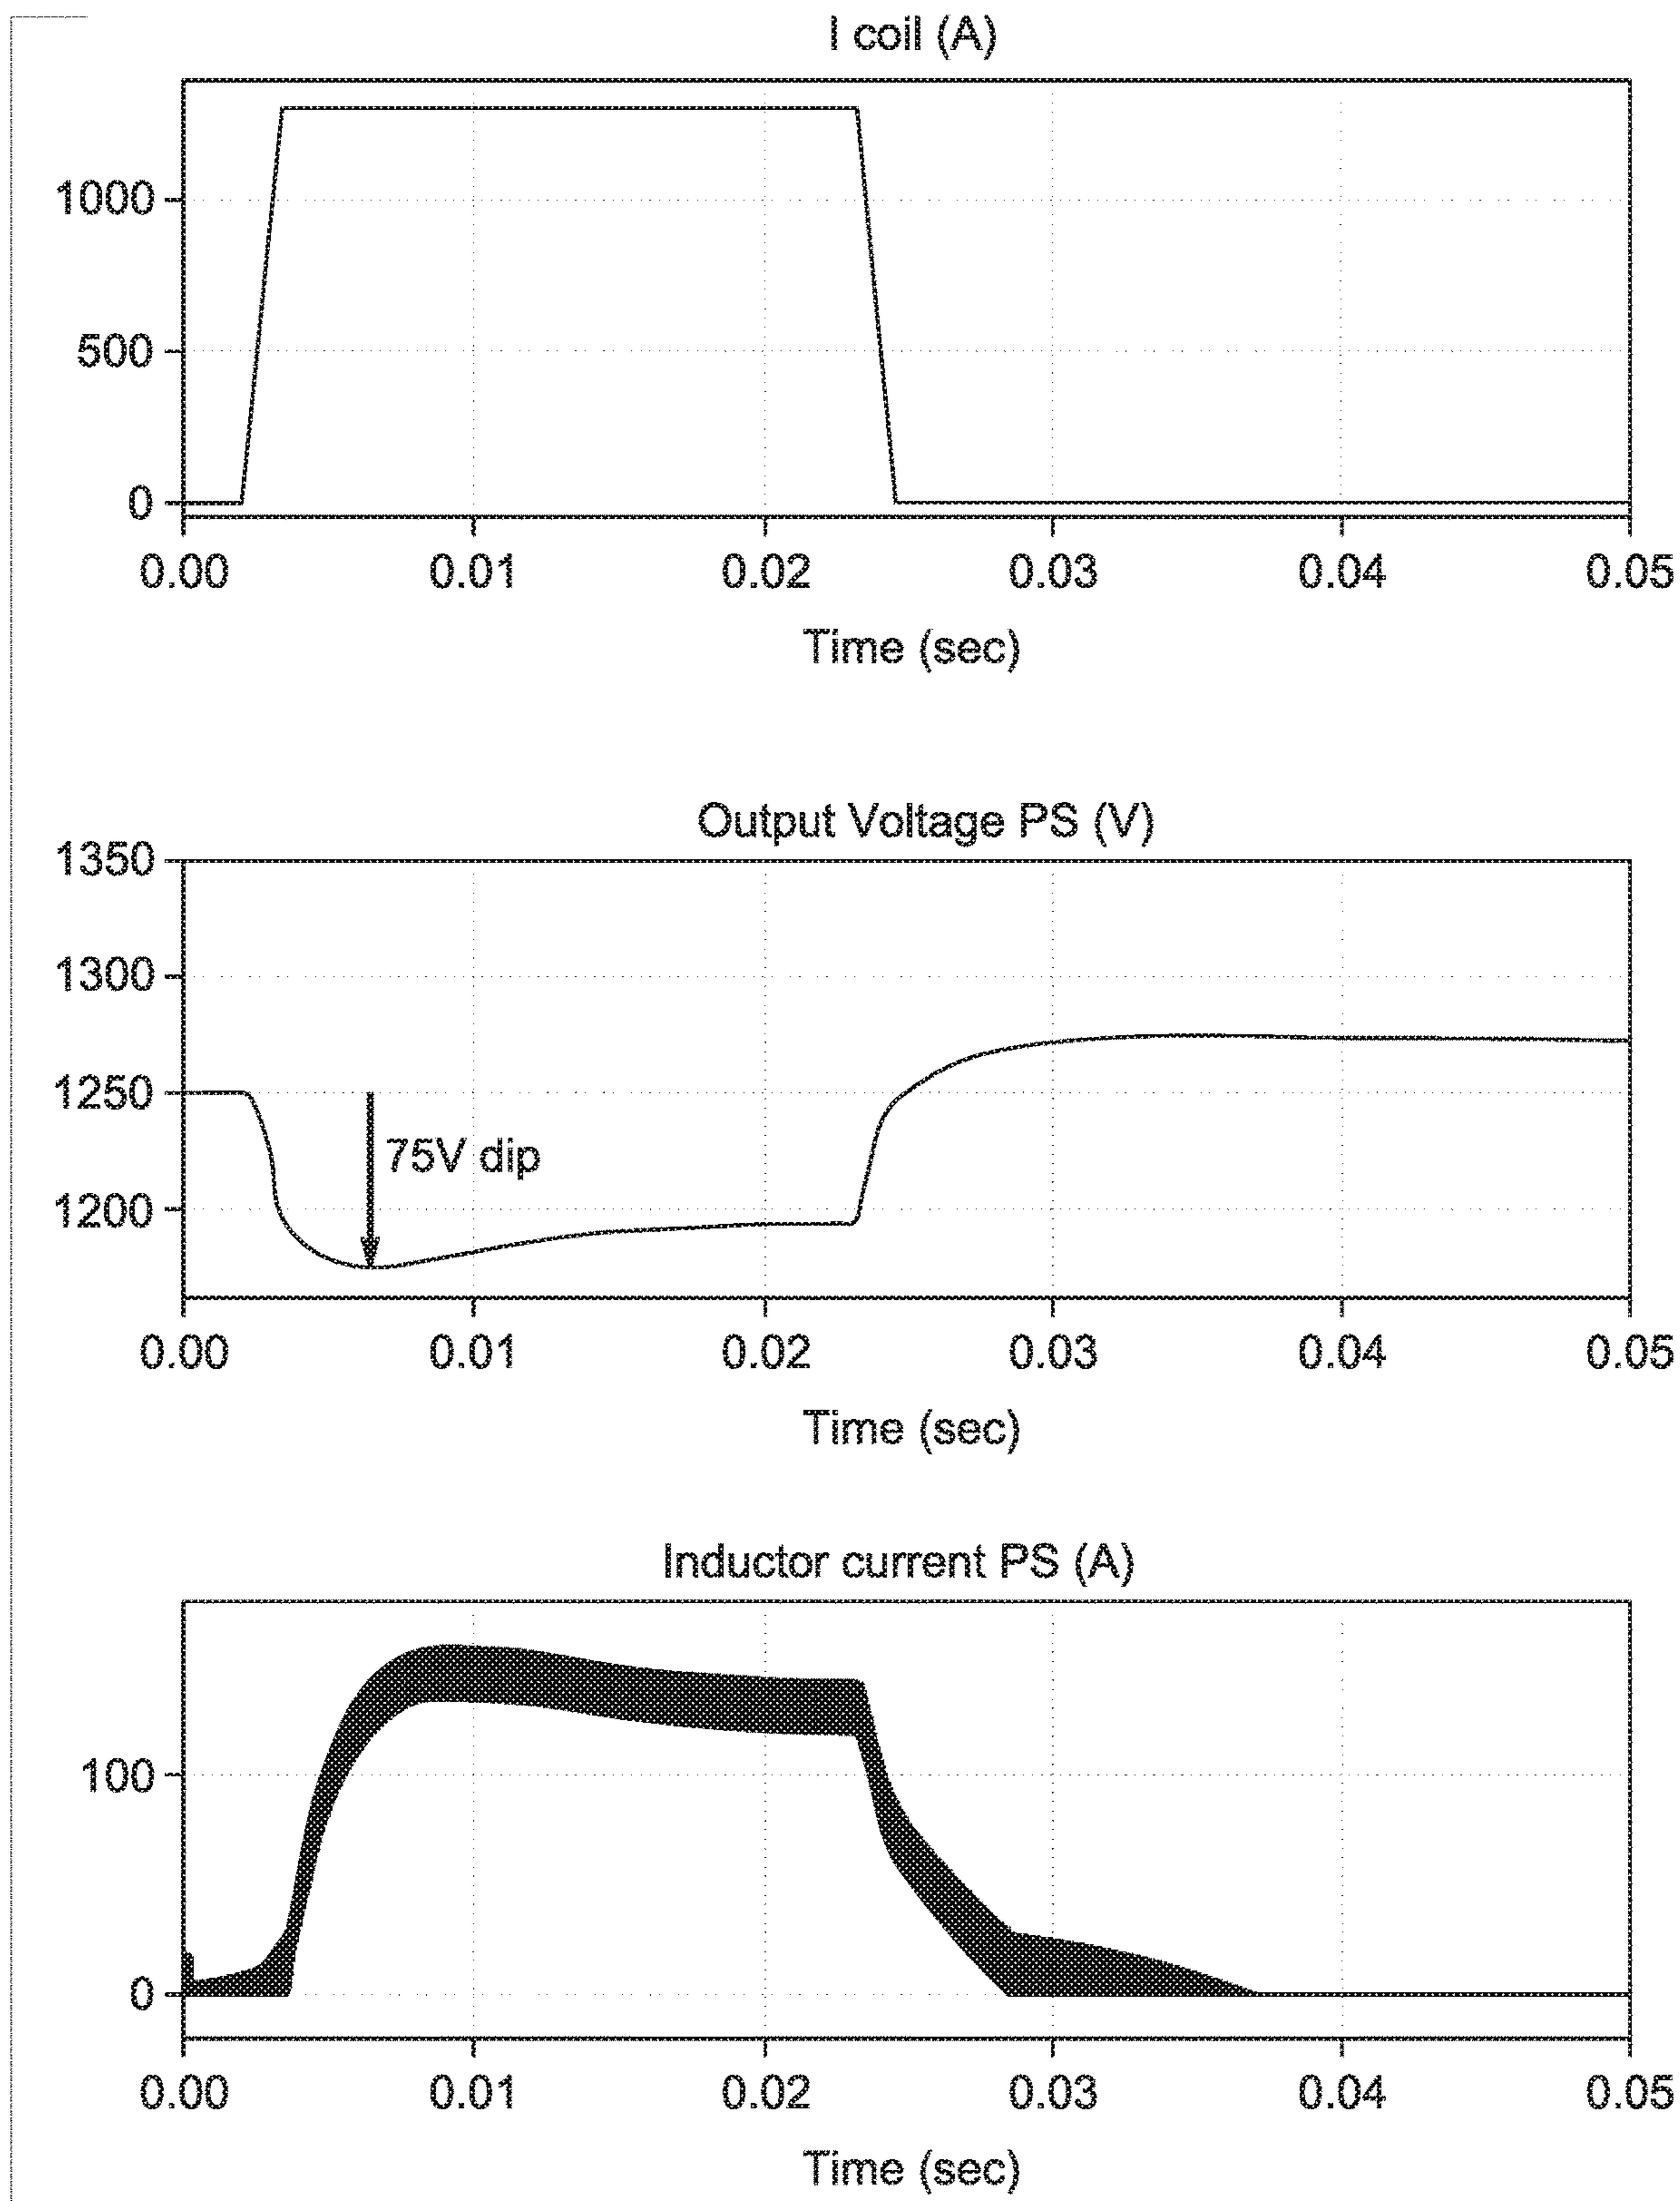 I coil (A)
1000
500
0
0.00 0.01 0.02 0.03 0.04 0.05
Time (sec)
Output Voltage PS (V)
1350
1300
1250
75V dip
1200
0.00 0.01 0.02 0.03 0.04 0.05
Time (sec)
Inductor current PS (A)
100
0
0.00 0.01 0.02 0.03 0.04 0.05
Time (sec)